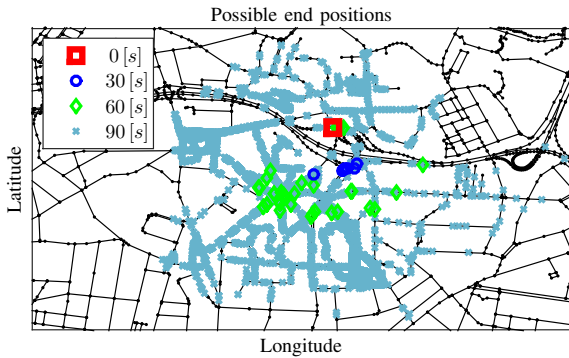 Possible end positions
0 [s]
30 [s]
60 [s]
90 [s]
Latitude
Longitude